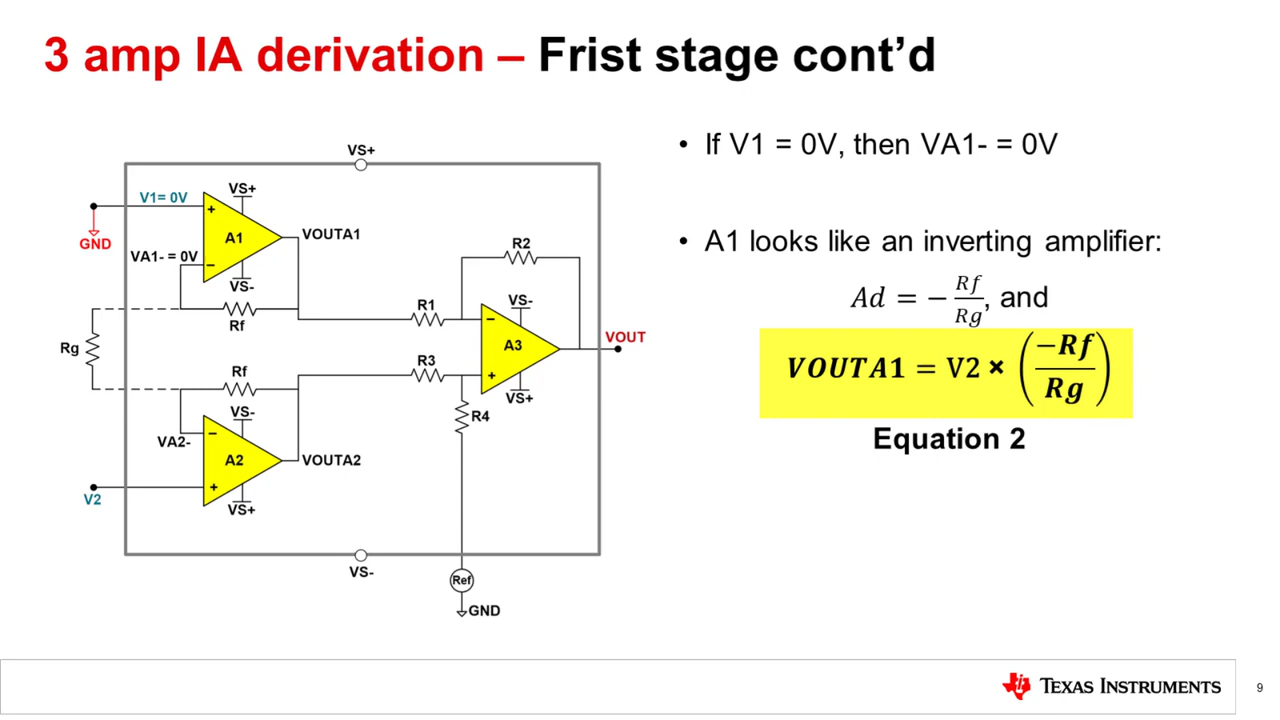 3 amp IA derivation – Frist stage cont’d
VS+
V1= 0V
VS+
A1
VOUTA1
GND
VA1- = 0V
VS-
Rf
Rg
Rf
VS-
VA2-
A2
VOUTA2
V2
VS+
VS-
R1
R2
VS-
A3
VOUT
R3
VS+
R4
Ref
GND
• If V1 = 0V, then VA1- = 0V
• A1 looks like an inverting amplifier:
Ad = − Rf/Rg, and
VOUTA1 = V2 × (−Rf/Rg)
Equation 2
TEXAS INSTRUMENTS
9